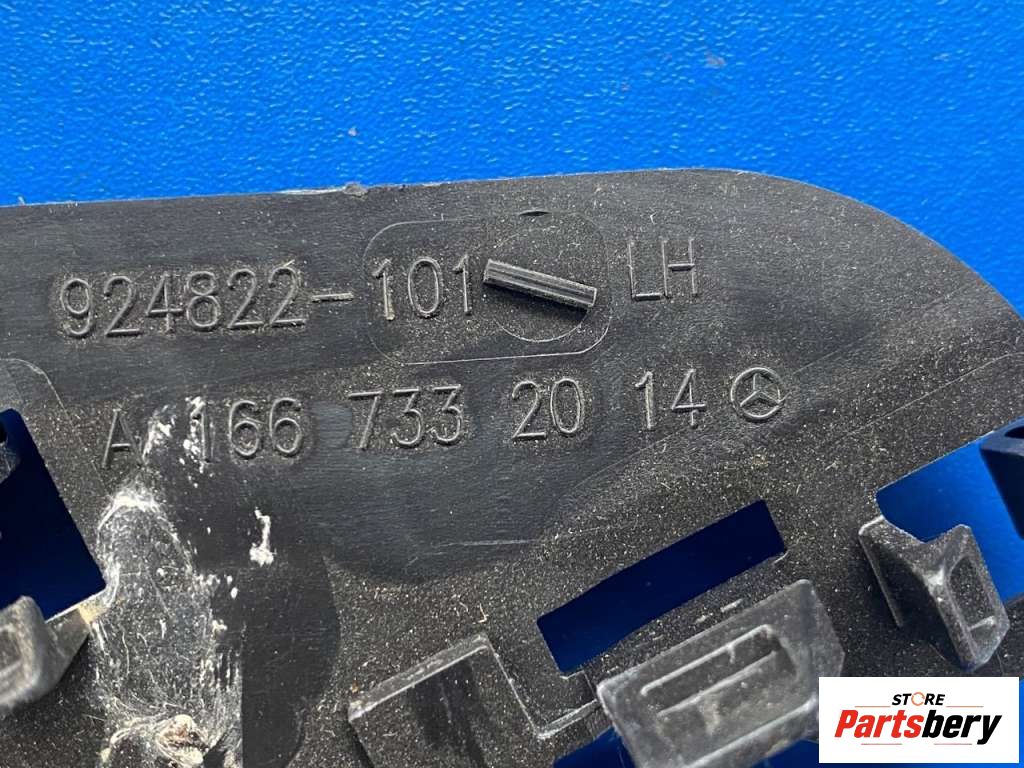 924822-101 LH
A 166 733 20 14
STORE
Partsbery